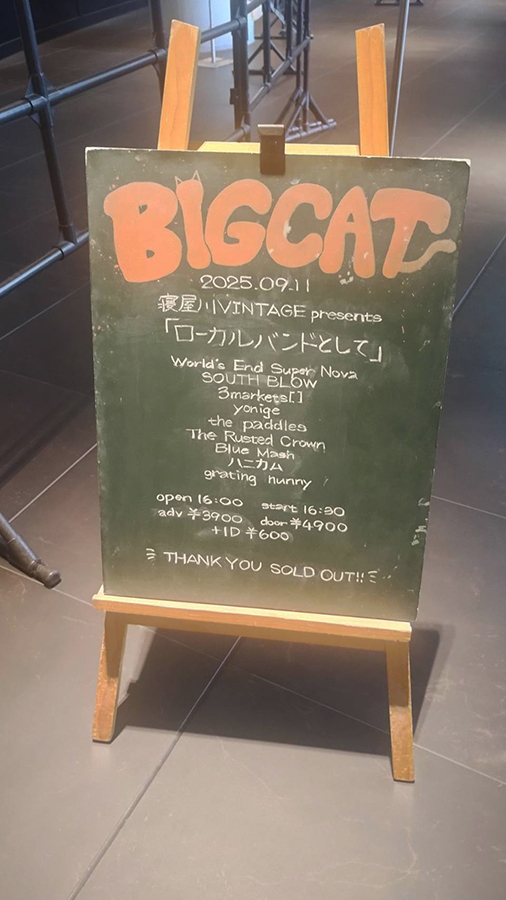 BIGCAT
2025.09.11
寝屋川VINTAGE presents
「ローカルバンドとして」
World's End Super Nova
SOUTH BLOW
3markets[]
yonige
the paddles
The Rusted Crown
Blue Mash
ハニカム
grating hunny
open 16:00 start 16:30
adv ¥3900 door ¥4900
+1D ¥600
THANK YOU SOLD OUT!!